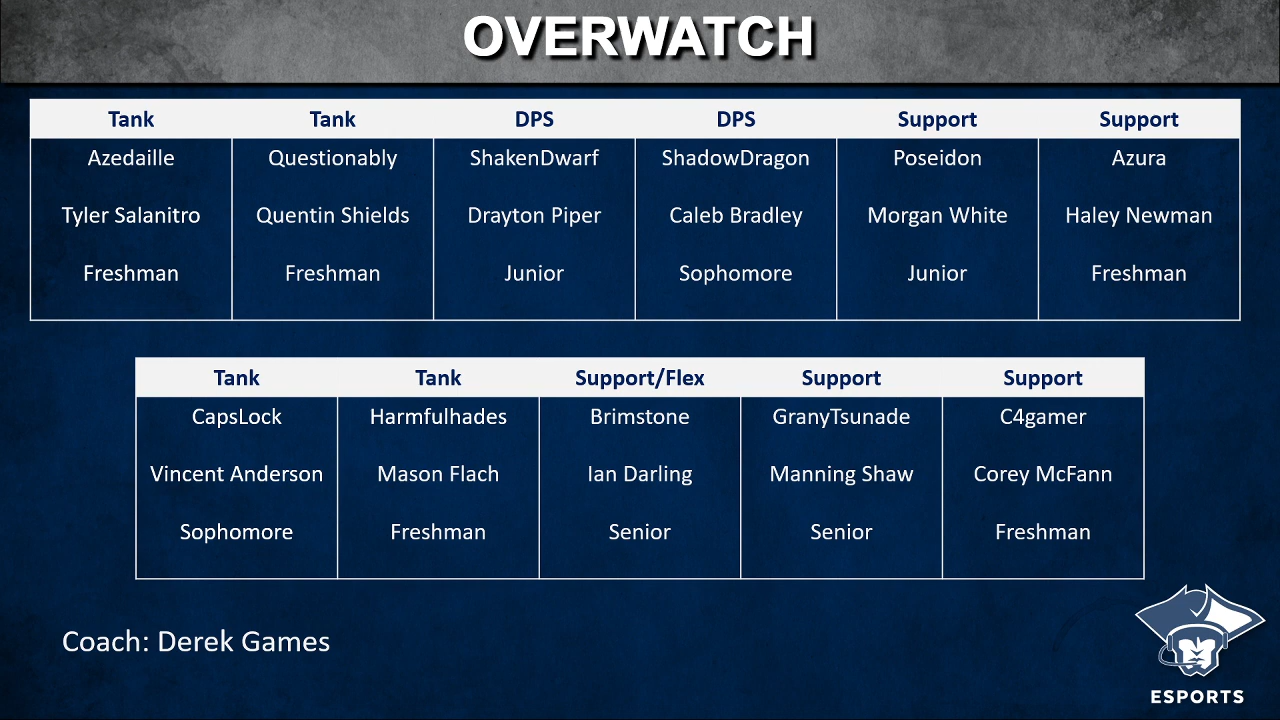 OVERWATCH
Tank Tank DPS DPS Support Support
Azedaille Questionably ShakenDwarf ShadowDragon Poseidon Azura
Tyler Salanitro Quentin Shields Drayton Piper Caleb Bradley Morgan White Haley Newman
Freshman Freshman Junior Sophomore Junior Freshman
Tank Tank Support/Flex Support Support
CapsLock Harmfulhades Brimstone GranyTsunade C4gamer
Vincent Anderson Mason Flach Ian Darling Manning Shaw Corey McFann
Sophomore Freshman Senior Senior Freshman
Coach: Derek Games
ESPORTS